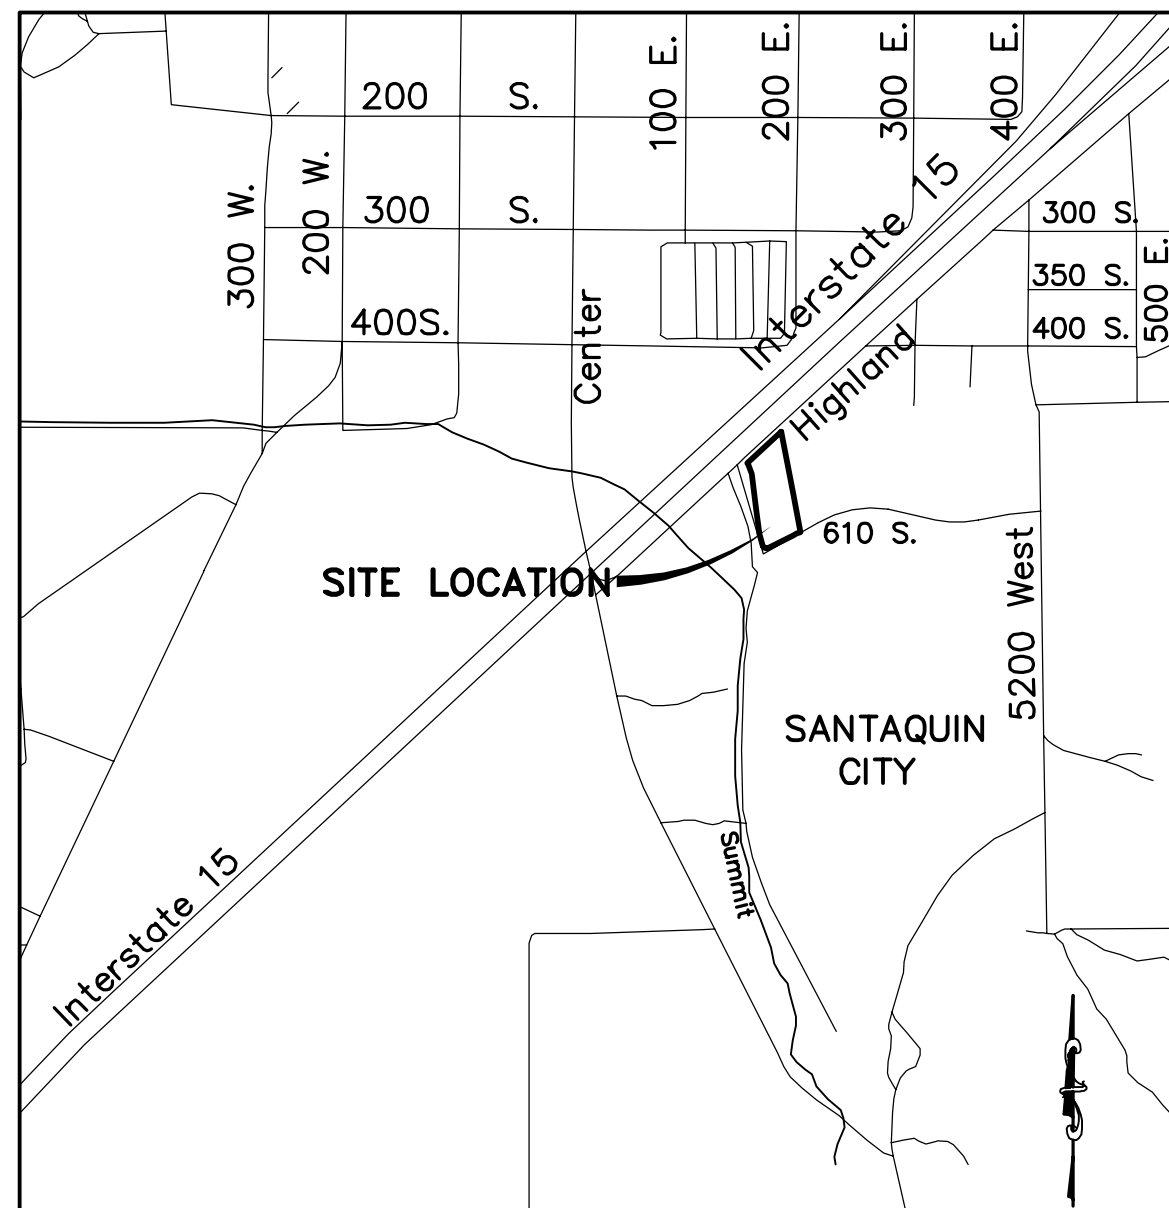 100 E.
200 E.
300 E.
400 E.
200 S.
300 W.
200 W.
300 S.
Interstate 15
300 S.
350 S.
500 E.
400S.
Center
400 S.
Highland
610 S.
SITE LOCATION
5200 West
SANTAQUIN
CITY
Summit
Interstate 15